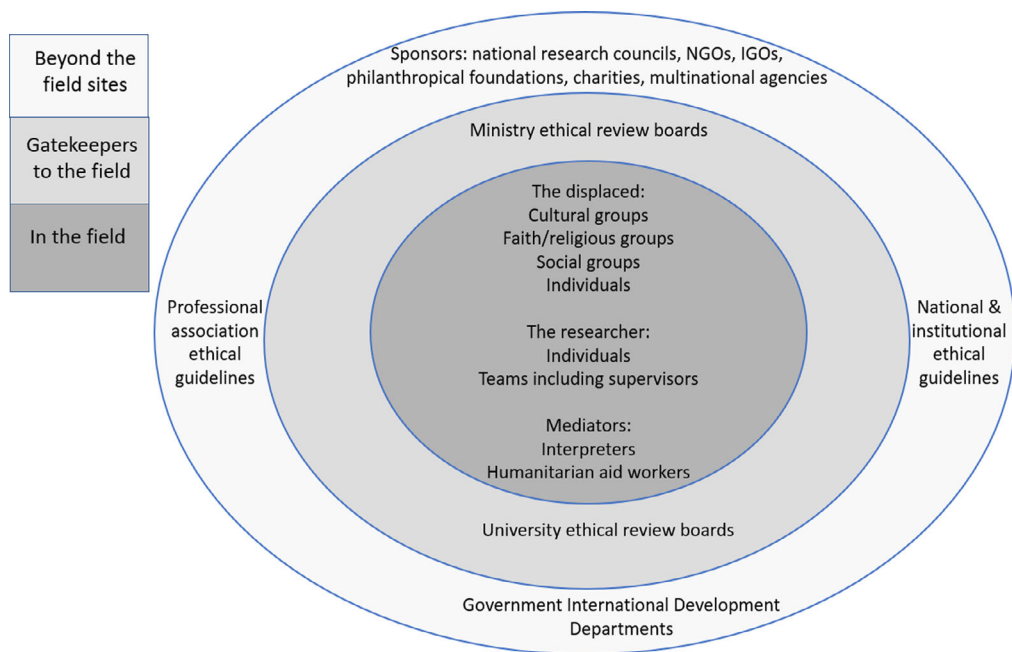 Beyond the
field sites
Gatekeepers
to the field
In the field
Sponsors: national research councils, NGOs, IGOs,
philanthropical foundations, charities, multinational agencies
Ministry ethical review boards
The displaced:
Cultural groups
Faith/religious groups
Social groups
Individuals
The researcher:
Individuals
Teams including supervisors
Mediators:
Interpreters
Humanitarian aid workers
Professional
association
ethical
guidelines
National &
institutional
ethical
guidelines
University ethical review boards
Government International Development
Departments